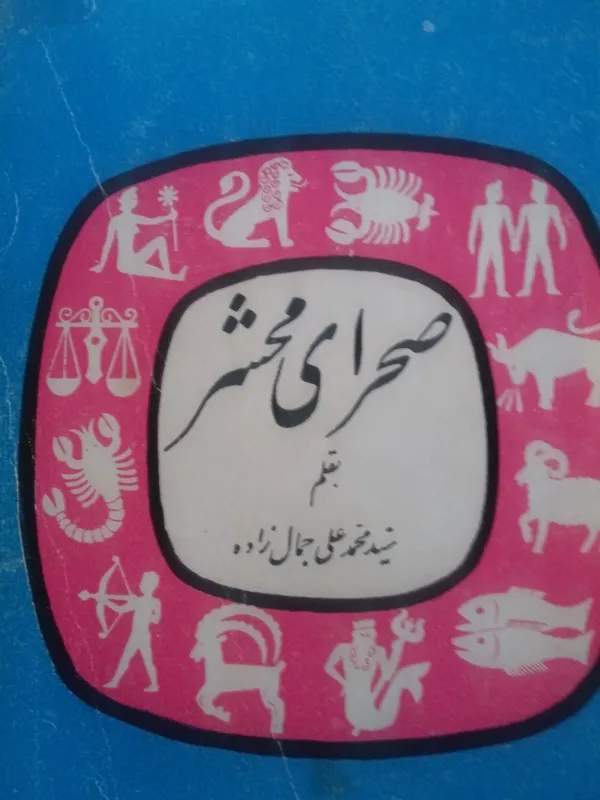 صحرای محشر
بقلم
سید محمد علی جمال زاده